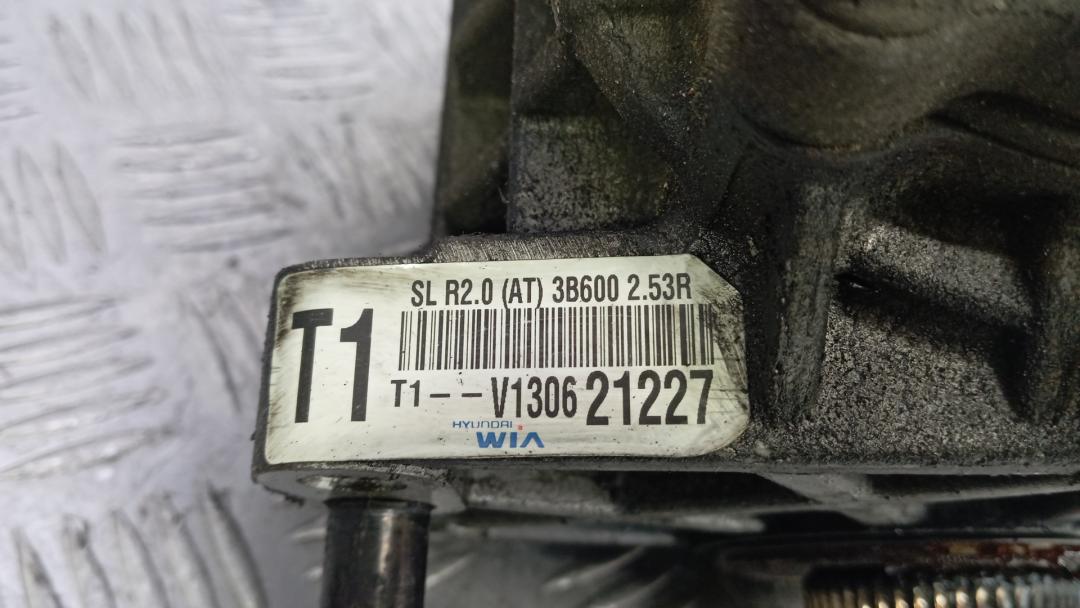 SL R2.0 (AT) 3B600 2.53R
T1
T1--V1306 21227
HYUNDAI
WIA